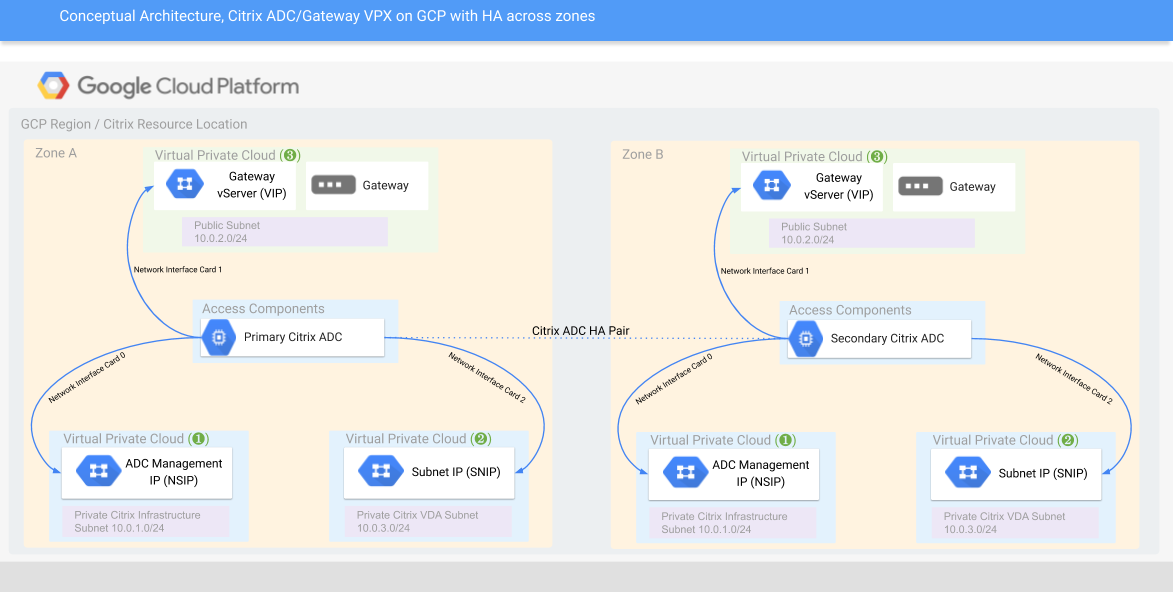 Conceptual Architecture, Citrix ADC/Gateway VPX on GCP with HA across zones
Google Cloud Platform
GCP Region / Citrix Resource Location
Zone A
Virtual Private Cloud (3)
Gateway
vServer (VIP)
Gateway
Public Subnet
10.0.2.0/24
Network Interface Card 1
Access Components
Primary Citrix ADC
Network Interface Card 0
Network Interface Card 2
Virtual Private Cloud (1)
ADC Management
IP (NSIP)
Private Citrix Infrastructure
Subnet 10.0.1.0/24
Virtual Private Cloud (2)
Subnet IP (SNIP)
Private Citrix VDA Subnet
10.0.3.0/24
Citrix ADC HA Pair
Zone B
Virtual Private Cloud (3)
Gateway
vServer (VIP)
Gateway
Public Subnet
10.0.2.0/24
Network Interface Card 1
Access Components
Secondary Citrix ADC
Network Interface Card 0
Network Interface Card 2
Virtual Private Cloud (1)
ADC Management
IP (NSIP)
Private Citrix Infrastructure
Subnet 10.0.1.0/24
Virtual Private Cloud (2)
Subnet IP (SNIP)
Private Citrix VDA Subnet
10.0.3.0/24